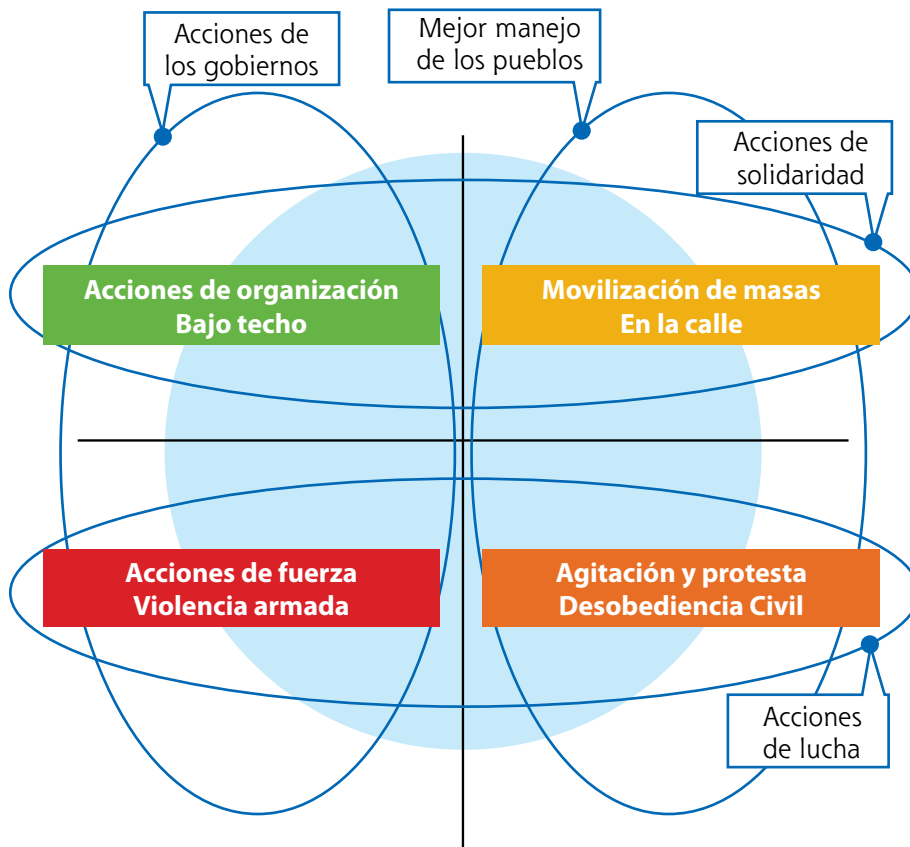 Acciones de
los gobiernos
Mejor manejo
de los pueblos
Acciones de
solidaridad
Acciones de organización
Bajo techo
Movilización de masas
En la calle
Acciones de fuerza
Violencia armada
Agitación y protesta
Desobediencia Civil
Acciones
de lucha